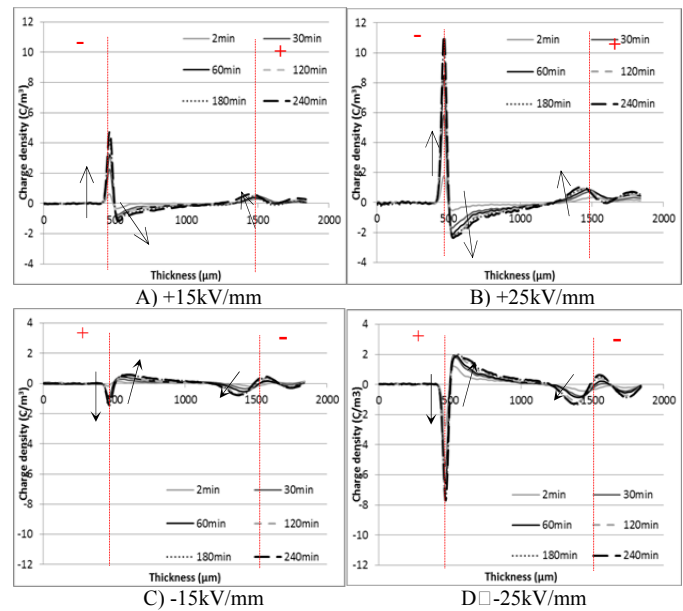 - +
12
10
8
6
4
2
0
-2
-4
0 500 1000 1500 2000
Charge density (C/m³)
Thickness (µm)
2min 30min
60min 120min
180min 240min
A) +15kV/mm
- +
12
10
8
6
4
2
0
-2
-4
0 500 1000 1500 2000
Charge density (C/m³)
Thickness (µm)
2min 30min
60min 120min
180min 240min
B) +25kV/mm
+ -
4
2
0
-2
-4
-6
-8
-10
-12
0 500 1000 1500 2000
Charge density (C/m³)
Thickness (µm)
2min 30min
60min 120min
180min 240min
C) -15kV/mm
+ -
4
2
0
-2
-4
-6
-8
-10
-12
0 500 1000 1500 2000
Charge density (C/m3)
Thickness (µm)
2min 30min
60min 120min
180min 240min
D□-25kV/mm